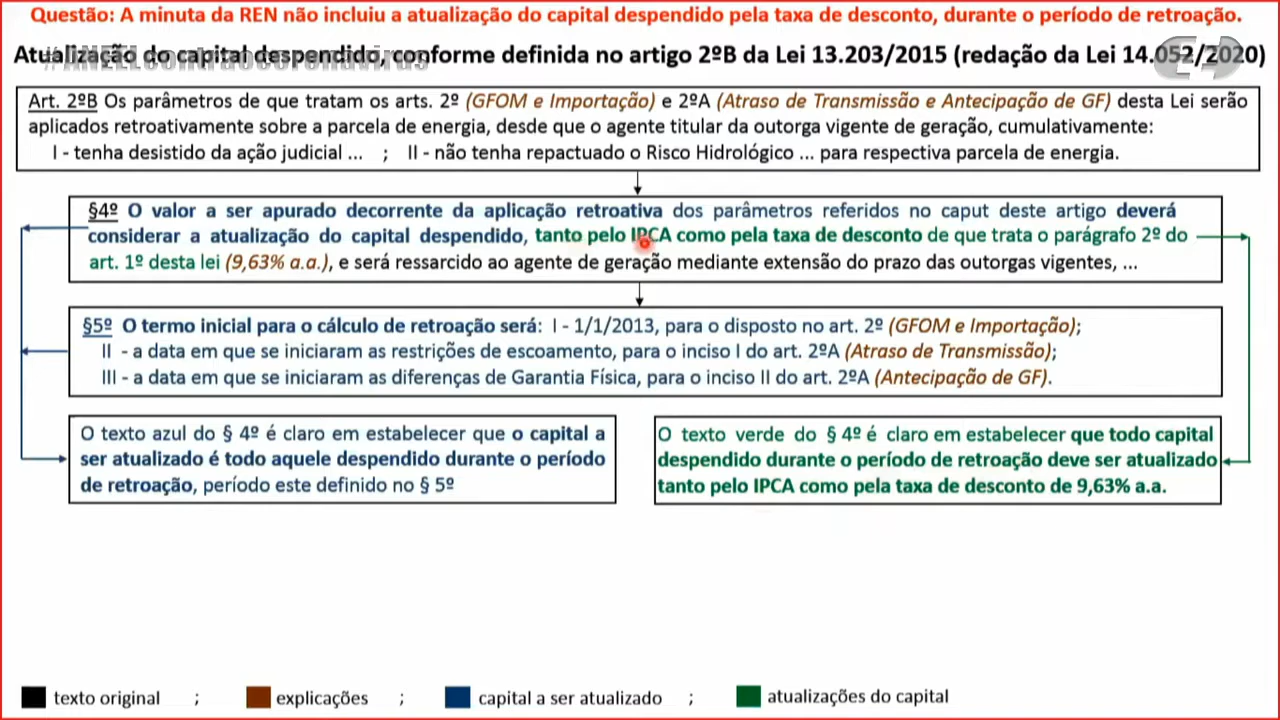 Questão: A minuta da REN não incluiu a atualização do capital despendido pela taxa de desconto, durante o período de retroação.
Atualização do capital despendido, conforme definida no artigo 2ºB da Lei 13.203/2015 (redação da Lei 14.052/2020)
#ANEELcontraocoronavírus
Art. 2ºB Os parâmetros de que tratam os arts. 2º (GFOM e Importação) e 2ºA (Atraso de Transmissão e Antecipação de GF) desta Lei serão
aplicados retroativamente sobre a parcela de energia, desde que o agente titular da outorga vigente de geração, cumulativamente:
I - tenha desistido da ação judicial ... ; II - não tenha repactuado o Risco Hidrológico ... para respectiva parcela de energia.
§4º O valor a ser apurado decorrente da aplicação retroativa dos parâmetros referidos no caput deste artigo deverá
considerar a atualização do capital despendido, tanto pelo IPCA como pela taxa de desconto de que trata o parágrafo 2º do
art. 1º desta lei (9,63% a.a.), e será ressarcido ao agente de geração mediante extensão do prazo das outorgas vigentes, ...
§5º O termo inicial para o cálculo de retroação será: I - 1/1/2013, para o disposto no art. 2º (GFOM e Importação);
II - a data em que se iniciaram as restrições de escoamento, para o inciso I do art. 2ºA (Atraso de Transmissão);
III - a data em que se iniciaram as diferenças de Garantia Física, para o inciso II do art. 2ºA (Antecipação de GF).
O texto azul do § 4º é claro em estabelecer que o capital a
ser atualizado é todo aquele despendido durante o período
de retroação, período este definido no § 5º
O texto verde do § 4º é claro em estabelecer que todo capital
despendido durante o período de retroação deve ser atualizado
tanto pelo IPCA como pela taxa de desconto de 9,63% a.a.
texto original ; explicações ; capital a ser atualizado ; atualizações do capital